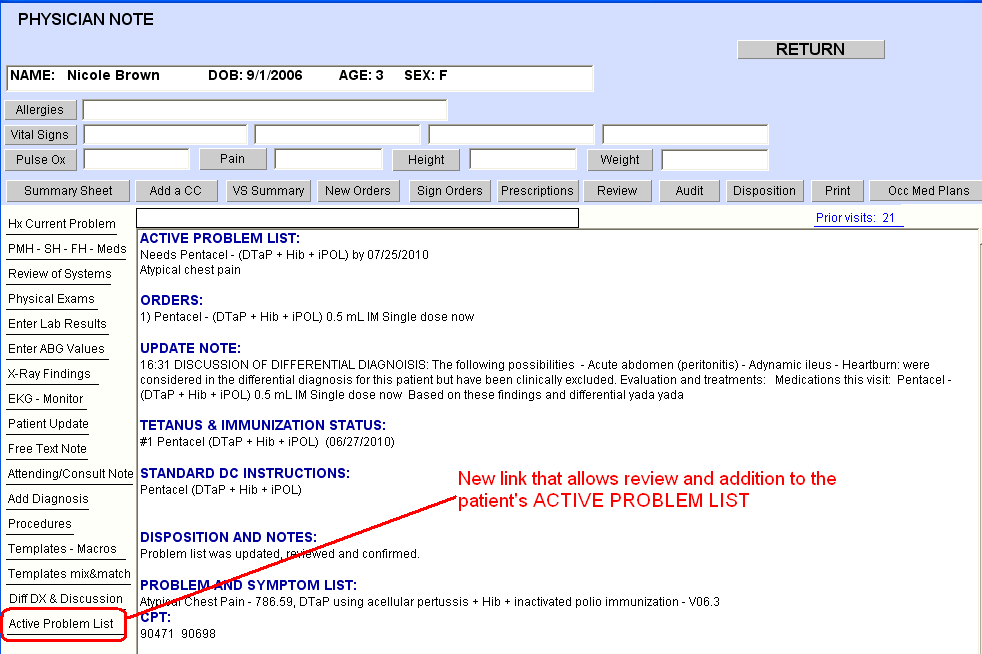 PHYSICIAN NOTE
RETURN
NAME: Nicole Brown DOB: 9/1/2006 AGE: 3 SEX: F
Allergies
Vital Signs
Pulse Ox Pain Height Weight
Summary Sheet Add a CC VS Summary New Orders Sign Orders Prescriptions Review Audit Disposition Print Occ Med Plans
Prior visits: 21
Hx Current Problem
PMH - SH - FH - Meds
Review of Systems
Physical Exams
Enter Lab Results
Enter ABG Values
X-Ray Findings
EKG - Monitor
Patient Update
Free Text Note
Attending/Consult Note
Add Diagnosis
Procedures
Templates - Macros
Templates mix&match
Diff DX & Discussion
Active Problem List
ACTIVE PROBLEM LIST:
Needs Pentacel - (DTaP + Hib + iPOL) by 07/25/2010
Atypical chest pain
ORDERS:
1) Pentacel - (DTaP + Hib + iPOL) 0.5 mL IM Single dose now
UPDATE NOTE:
16:31 DISCUSSION OF DIFFERENTIAL DIAGNOISIS: The following possibilities - Acute abdomen (peritonitis) - Adynamic ileus - Heartburn: were
considered in the differential diagnosis for this patient but have been clinically excluded. Evaluation and treatments: Medications this visit: Pentacel -
(DTaP + Hib + iPOL) 0.5 mL IM Single dose now Based on these findings and differential yada yada
TETANUS & IMMUNIZATION STATUS:
#1 Pentacel (DTaP + Hib + iPOL) (06/27/2010)
STANDARD DC INSTRUCTIONS:
Pentacel (DTaP + Hib + iPOL)
New link that allows review and addition to the
patient's ACTIVE PROBLEM LIST
DISPOSITION AND NOTES:
Problem list was updated, reviewed and confirmed.
PROBLEM AND SYMPTOM LIST:
Atypical Chest Pain - 786.59, DTaP using acellular pertussis + Hib + inactivated polio immunization - V06.3
CPT:
90471 90698